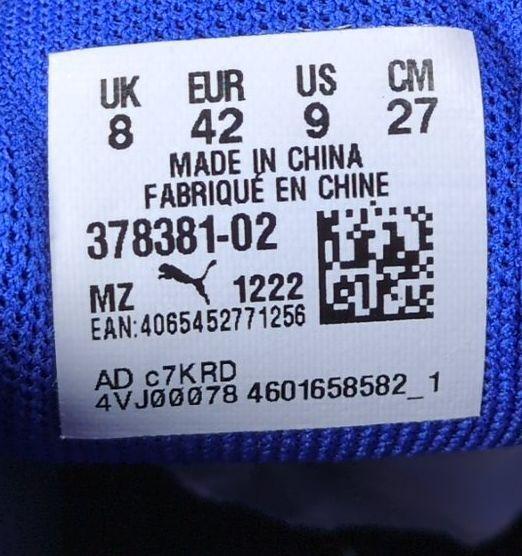 UK EUR US CM
8 42 9 27
MADE IN CHINA
FABRIQUÉ EN CHINE
378381-02
MZ 1222
EAN:4065452771256
AD c7KRD
4VJ00078 4601658582_1